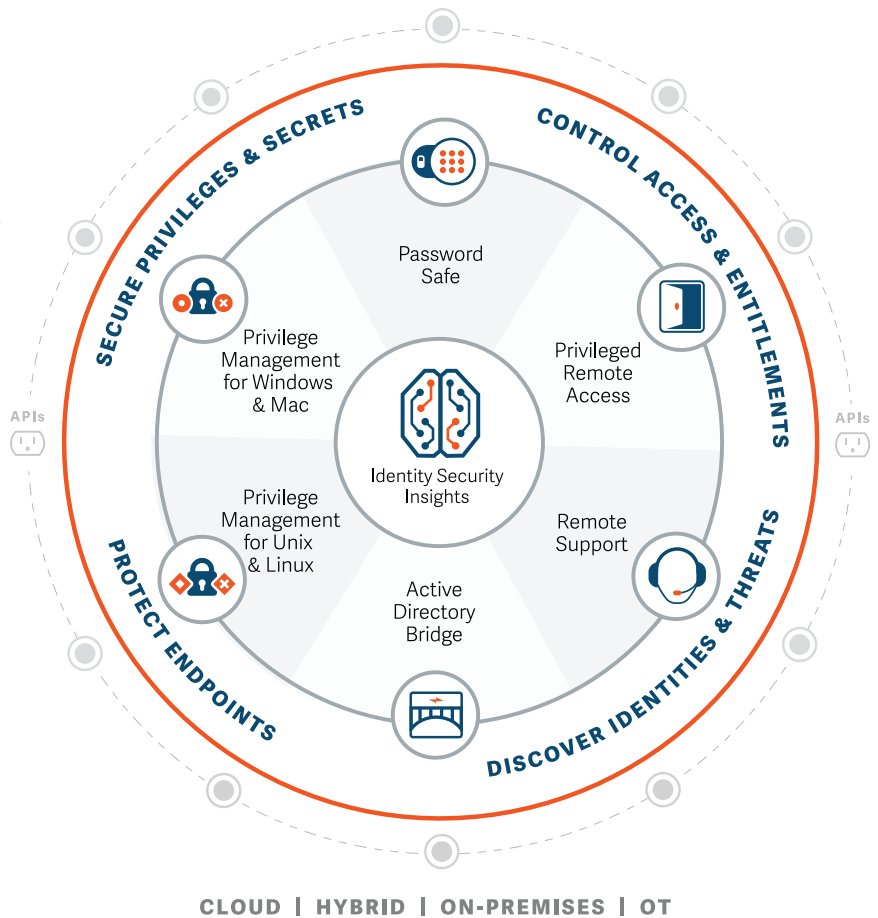 SECURE PRIVILEGES & SECRETS
CONTROL ACCESS & ENTITLEMENTS
Password
Safe
Privilege
Management
for Windows
& Mac
Privileged
Remote
Access
APIs
APIs
Identity Security
Insights
Privilege
Management
for Unix
& Linux
Remote
Support
Active
Directory
Bridge
PROTECT ENDPOINTS
DISCOVER IDENTITIES & THREATS
CLOUD | HYBRID | ON-PREMISES | OT